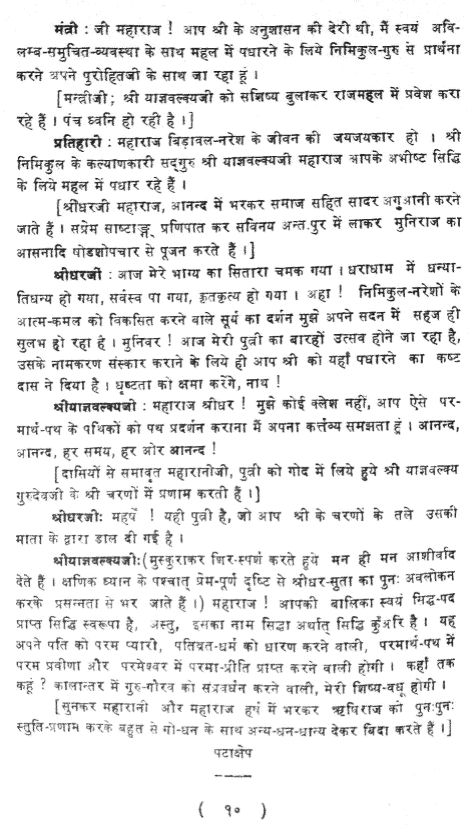 मंत्री : जी महाराज ! आप श्री के अनुशासन की देरी थी, मैं स्वयं अवि-
लम्ब-समुचित-व्यवस्था के साथ महल में पधारने के लिये निमिकुल-गुरु से प्रार्थना
करने अपने पुरोहितजी के साथ जा रहा हूं ।
[मन्त्रीजी; श्री याज्ञवल्क्यजी को सशिष्य बुलाकर राजमहल में प्रवेश करा
रहे हैं । पंच ध्वनि हो रही है ।]
प्रतिहारी : महाराज बिड़ावल-नरेश के जीवन की जयजयकार हो । श्री
निमिकुल के कल्याणकारी सद्गुरु श्री याज्ञवल्क्यजी महाराज आपके अभीष्ट सिद्धि
के लिये महल में पधार रहे हैं ।
[श्रीधरजी महाराज, आनन्द में भरकर समाज सहित सादर अगुआनी करने
जाते हैं । सप्रेम साष्टाङ्ग प्रणिपात कर सविनय अन्तःपुर में लाकर मुनिराज का
आसनादि षोडशोपचार से पूजन करते हैं ।]
श्रीधरजी : आज मेरे भाग्य का सितारा चमक गया । धराधाम में धन्या-
तिधन्य हो गया, सर्वस्व पा गया, कृतकृत्य हो गया । अहा ! निमिकुल-नरेशों के
आत्म-कमल को विकसित करने वाले सूर्य का दर्शन मुझे अपने सदन में सहज ही
सुलभ हो रहा है । मुनिवर ! आज मेरी पुत्री का बारहों उत्सव होने जा रहा है,
उसके नामकरण संस्कार कराने के लिये ही आप श्री को यहाँ पधारने का कष्ट
दास ने दिया है । धृष्टता को क्षमा करेंगे, नाथ !
श्रीयाज्ञवल्क्यजी : महाराज श्रीधर ! मुझे कोई क्लेश नहीं, आप ऐसे पर-
मार्थ-पथ के पथिकों को पथ प्रदर्शन कराना मैं अपना कर्त्तव्य समझता हूं । आनन्द,
आनन्द, हर समय, हर ओर आनन्द !
[दासियों से समावृत महारानीजी, पुत्री को गोद में लिये हुये श्री याज्ञवल्क्य
गुरुदेवजी के श्री चरणों में प्रणाम करती हैं ।]
श्रीधरजी: महर्षे ! यही पुत्री है, जो आप श्री के चरणों के तले उसकी
माता के द्वारा डाल दी गई है ।
श्रीयाज्ञवल्क्यजी:(मुस्कुराकर शिर-स्पर्श करते हुये मन ही मन आशीर्वाद
देते हैं । क्षणिक ध्यान के पश्चात् प्रेम-पूर्ण दृष्टि से श्रीधर-सुता का पुनः अवलोकन
करके प्रसन्नता से भर जाते हैं ।) महाराज ! आपकी बालिका स्वयं सिद्ध-पद
प्राप्त सिद्धि स्वरूपा है, अस्तु, इसका नाम सिद्धा अर्थात् सिद्धि कुँअरि है । यह
अपने पति को परम प्यारी, पतिव्रत-धर्म को धारण करने वाली, परमार्थ-पथ में
परम प्रवीणा और परमेश्वर में परमा-प्रीति प्राप्त करने वाली होगी । कहाँ तक
कहूं ? कालान्तर में गुरु-गौरव को संप्रवर्धन करने वाली, मेरी शिष्य-वधू होगी ।
[सुनकर महारानी और महाराज हर्ष में भरकर ऋषिराज को पुनःपुनः
स्तुति-प्रणाम करके बहुत से गो-धन के साथ अन्य-धन-धान्य देकर बिदा करते हैं ।]
पटाक्षेप
( १० )